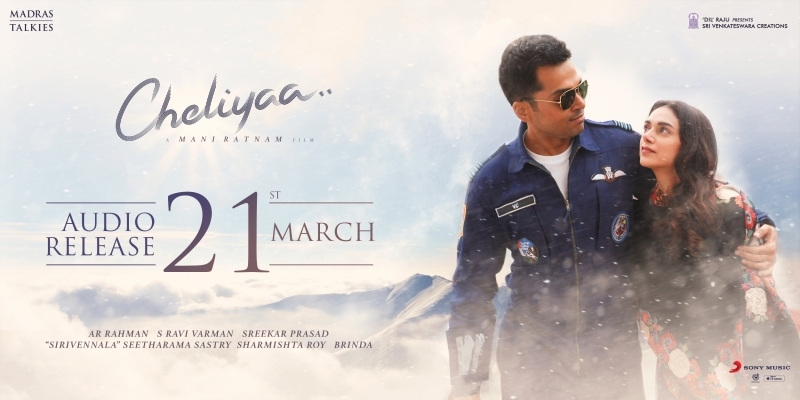 MADRAS
TALKIES
'DIL' RAJU PRESENTS
SRI VENKATESWARA CREATIONS
Cheliyaa..
A MANI RATNAM FILM
AUDIO
RELEASE
21ST
MARCH
VC
AR RAHMAN S RAVI VARMAN SREEKAR PRASAD
"SIRIVENNALA" SEETHARAMA SASTRY SHARMISHTA ROY BRINDA
SONY MUSIC